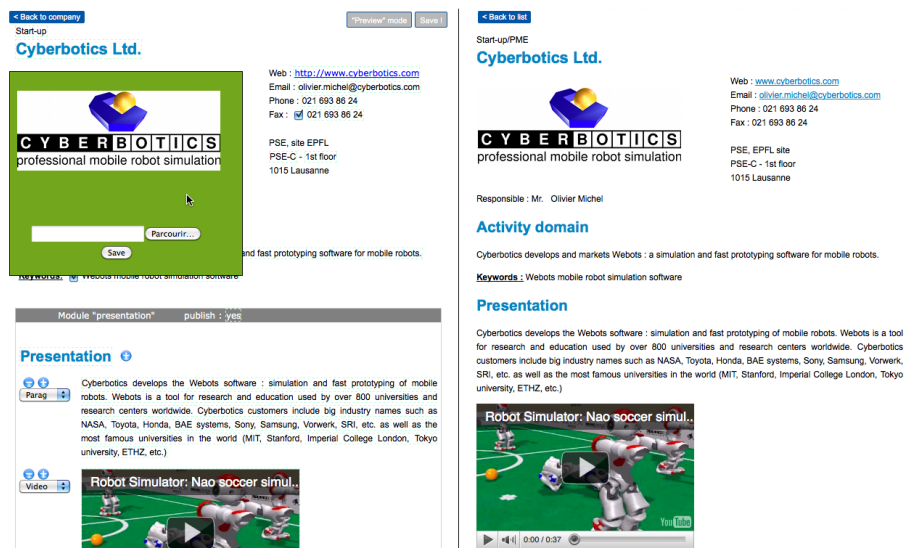 < Back to company
"Preview" mode
Save !
Start-up
Cyberbotics Ltd.
CYBERBOTICS
professional mobile robot simulation
Parcourir...
Save
Web : http://www.cyberbotics.com
Email : olivier.michel@cyberbotics.com
Phone : 021 693 86 24
Fax : 021 693 86 24
PSE, site EPFL
PSE-C - 1st floor
1015 Lausanne
and fast prototyping software for mobile robots.
Keywords: Webots mobile robot simulation software
Module "presentation" publish : yes
Presentation
Parag
Cyberbotics develops the Webots software : simulation and fast prototyping of mobile
robots. Webots is a tool for research and education used by over 800 universities and
research centers worldwide. Cyberbotics customers include big industry names such as
NASA, Toyota, Honda, BAE systems, Sony, Samsung, Vorwerk, SRI, etc. as well as the
most famous universities in the world (MIT, Stanford, Imperial College London, Tokyo
university, ETHZ, etc.)
Video
Robot Simulator: Nao soccer simul..
< Back to list
Start-up/PME
Cyberbotics Ltd.
CYBERBOTICS
professional mobile robot simulation
Web : www.cyberbotics.com
Email : olivier.michel@cyberbotics.com
Phone : 021 693 86 24
Fax : 021 693 86 24
PSE, EPFL site
PSE-C - 1st floor
1015 Lausanne
Responsible : Mr. Olivier Michel
Activity domain
Cyberbotics develops and markets Webots : a simulation and fast prototyping software for mobile robots.
Keywords : Webots mobile robot simulation software
Presentation
Cyberbotics develops the Webots software : simulation and fast prototyping of mobile robots. Webots is a tool
for research and education used by over 800 universities and research centers worldwide. Cyberbotics
customers include big industry names such as NASA, Toyota, Honda, BAE systems, Sony, Samsung, Vorwerk,
SRI, etc. as well as the most famous universities in the world (MIT, Stanford, Imperial College London, Tokyo
university, ETHZ, etc.)
Robot Simulator: Nao soccer simul..
YouTube
0:00 / 0:37